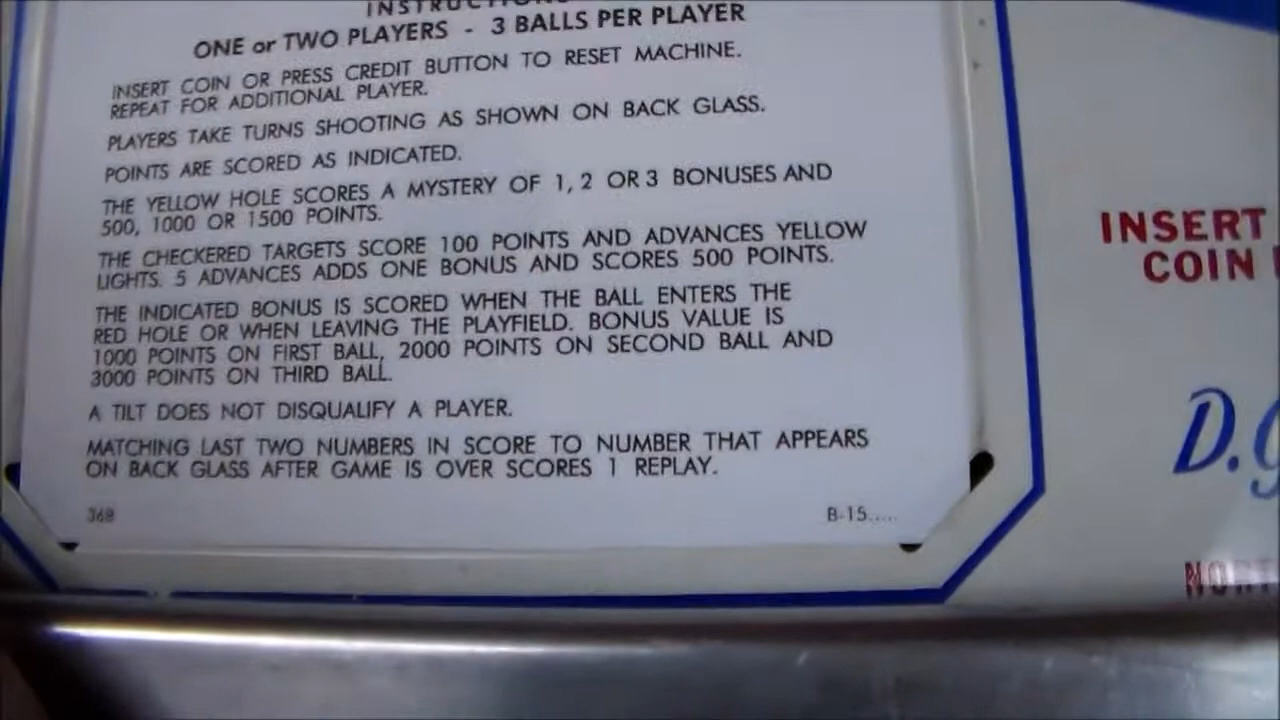 INSTRUCTIONS
ONE or TWO PLAYERS - 3 BALLS PER PLAYER
INSERT COIN OR PRESS CREDIT BUTTON TO RESET MACHINE.
REPEAT FOR ADDITIONAL PLAYER.
PLAYERS TAKE TURNS SHOOTING AS SHOWN ON BACK GLASS.
POINTS ARE SCORED AS INDICATED.
THE YELLOW HOLE SCORES A MYSTERY OF 1, 2 OR 3 BONUSES AND
500, 1000 OR 1500 POINTS.
THE CHECKERED TARGETS SCORE 100 POINTS AND ADVANCES YELLOW
LIGHTS. 5 ADVANCES ADDS ONE BONUS AND SCORES 500 POINTS.
THE INDICATED BONUS IS SCORED WHEN THE BALL ENTERS THE
RED HOLE OR WHEN LEAVING THE PLAYFIELD. BONUS VALUE IS
1000 POINTS ON FIRST BALL, 2000 POINTS ON SECOND BALL AND
3000 POINTS ON THIRD BALL.
A TILT DOES NOT DISQUALIFY A PLAYER.
MATCHING LAST TWO NUMBERS IN SCORE TO NUMBER THAT APPEARS
ON BACK GLASS AFTER GAME IS OVER SCORES 1 REPLAY.
368
B-15.....
INSERT
COIN
D.